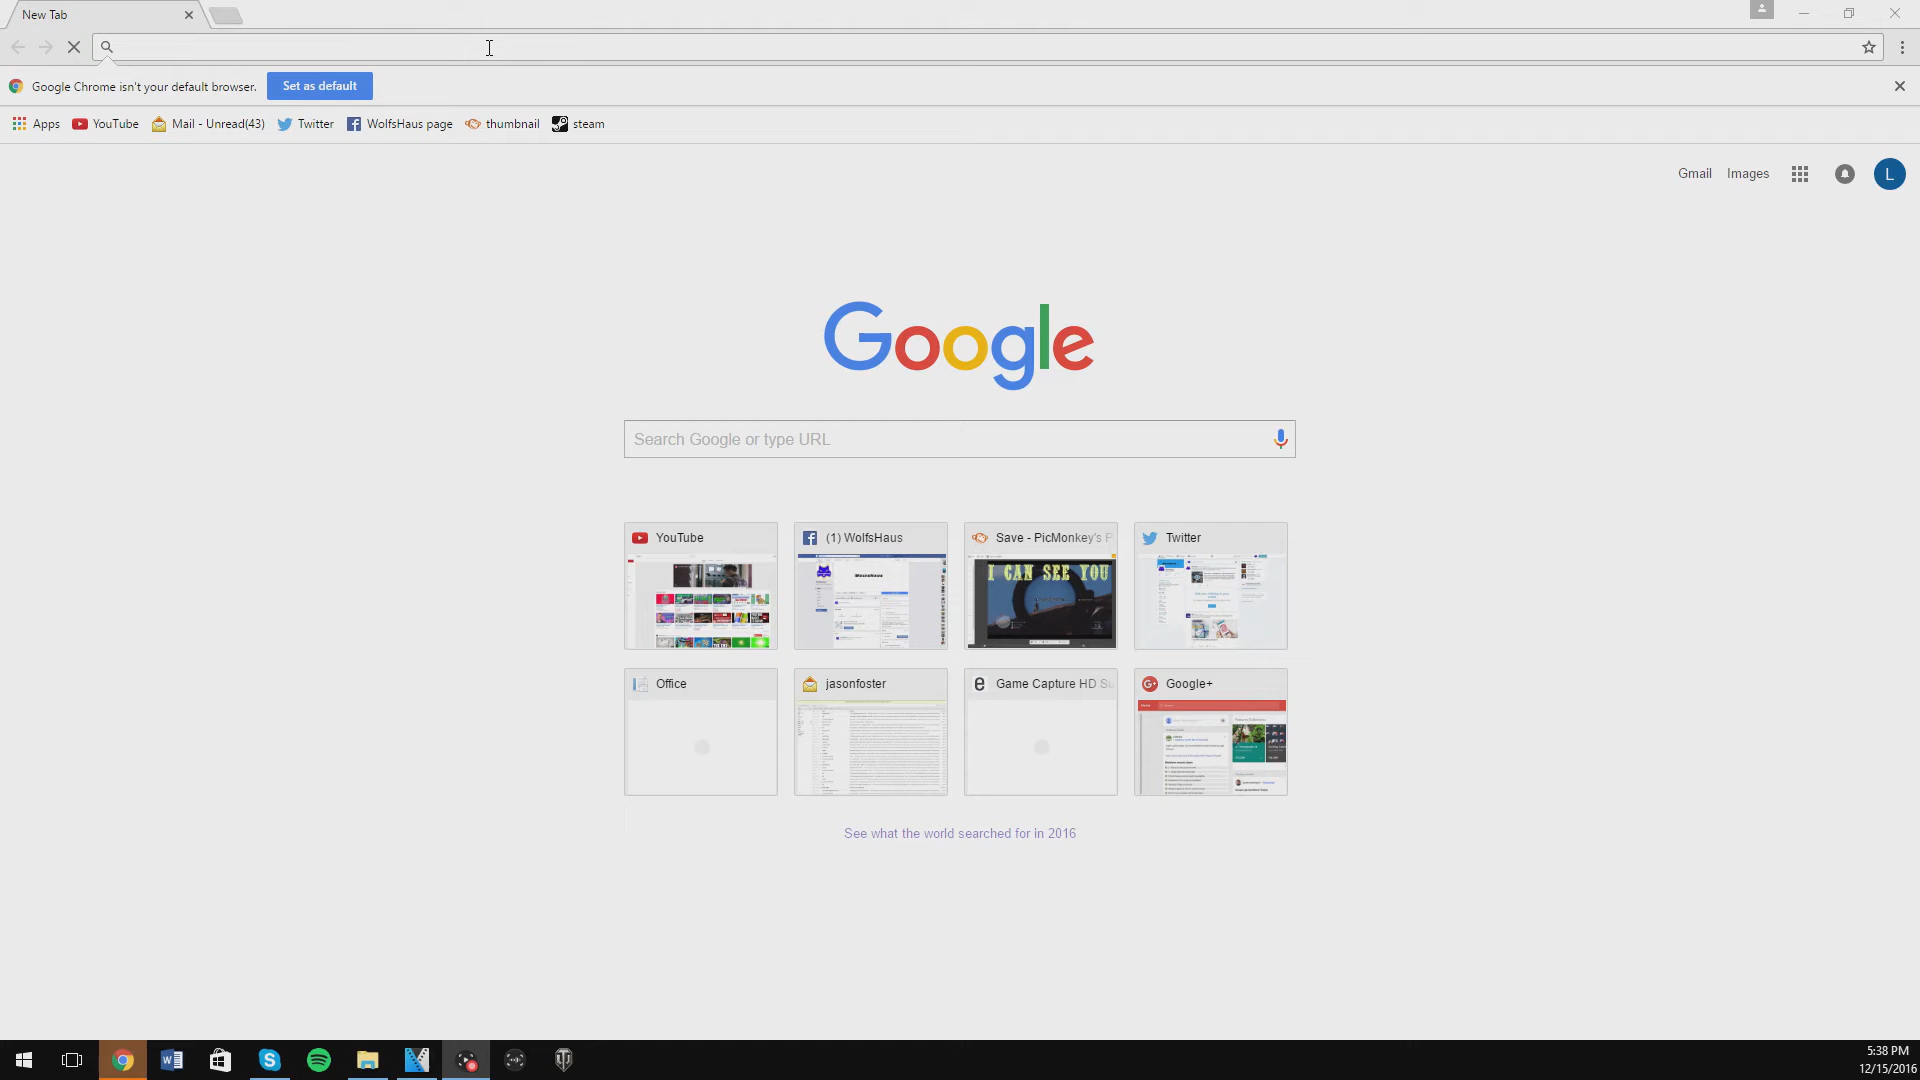 New Tab
Google Chrome isn't your default browser. Set as default
Apps YouTube Mail - Unread(43) Twitter WolfsHaus page thumbnail steam
Gmail Images L
Google
Search Google or type URL
YouTube (1) WolfsHaus Save - PicMonkey's P Twitter
I CAN SEE YOU
Office jasonfoster Game Capture HD Su Google+
See what the world searched for in 2016
5:38 PM
12/15/2016